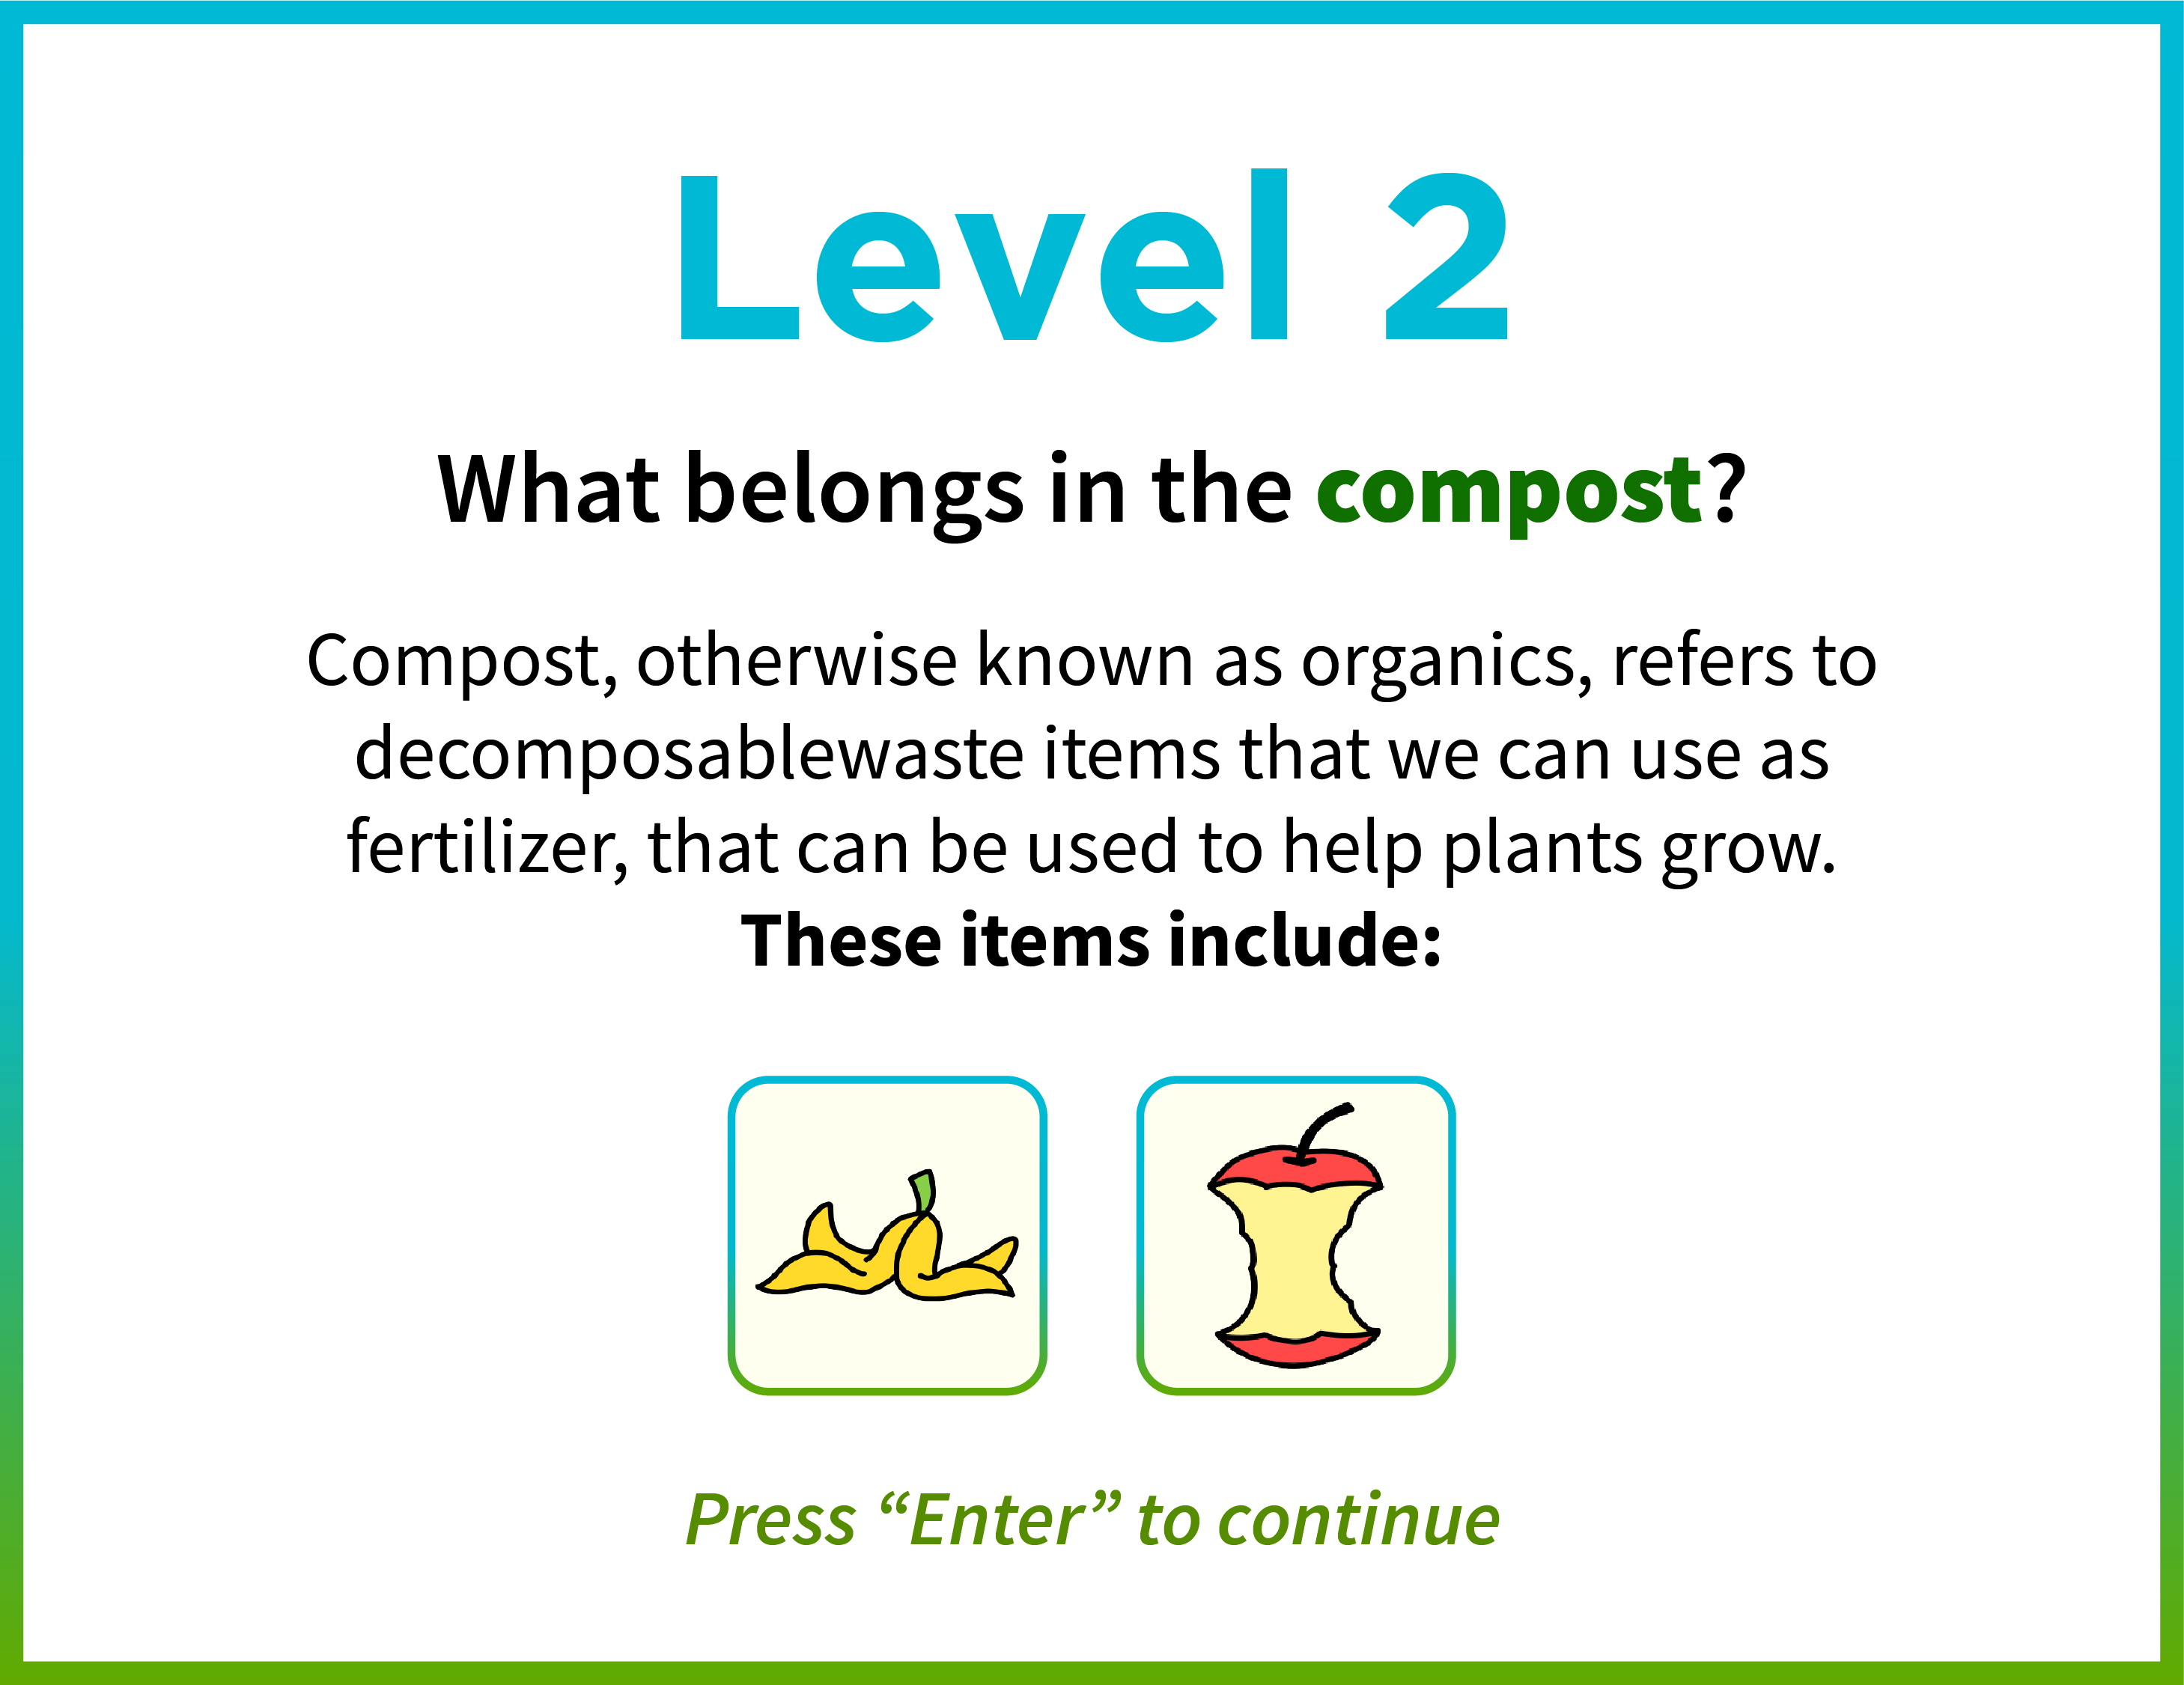 Level 2
What belongs in the compost?
Compost, otherwise known as organics, refers to
decomposablewaste items that we can use as
fertilizer, that can be used to help plants grow.
These items include:
Press “Enter” to continue